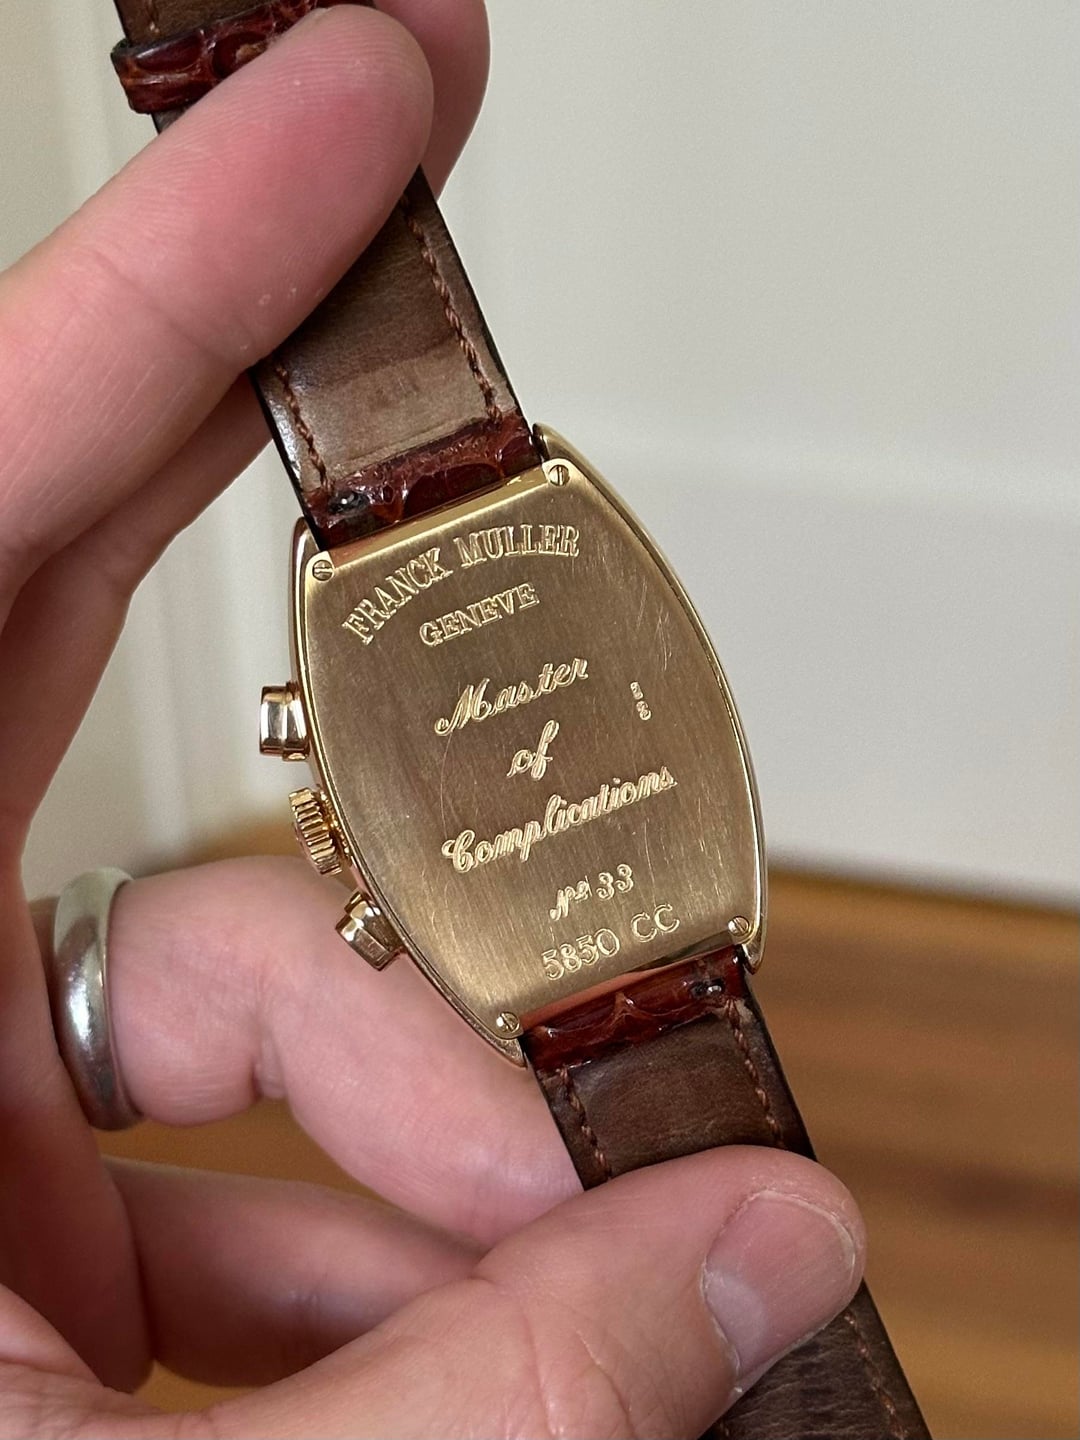 FRANCK MULLER
GENEVE
Master
of
Complications
Nº 33
5850 CC